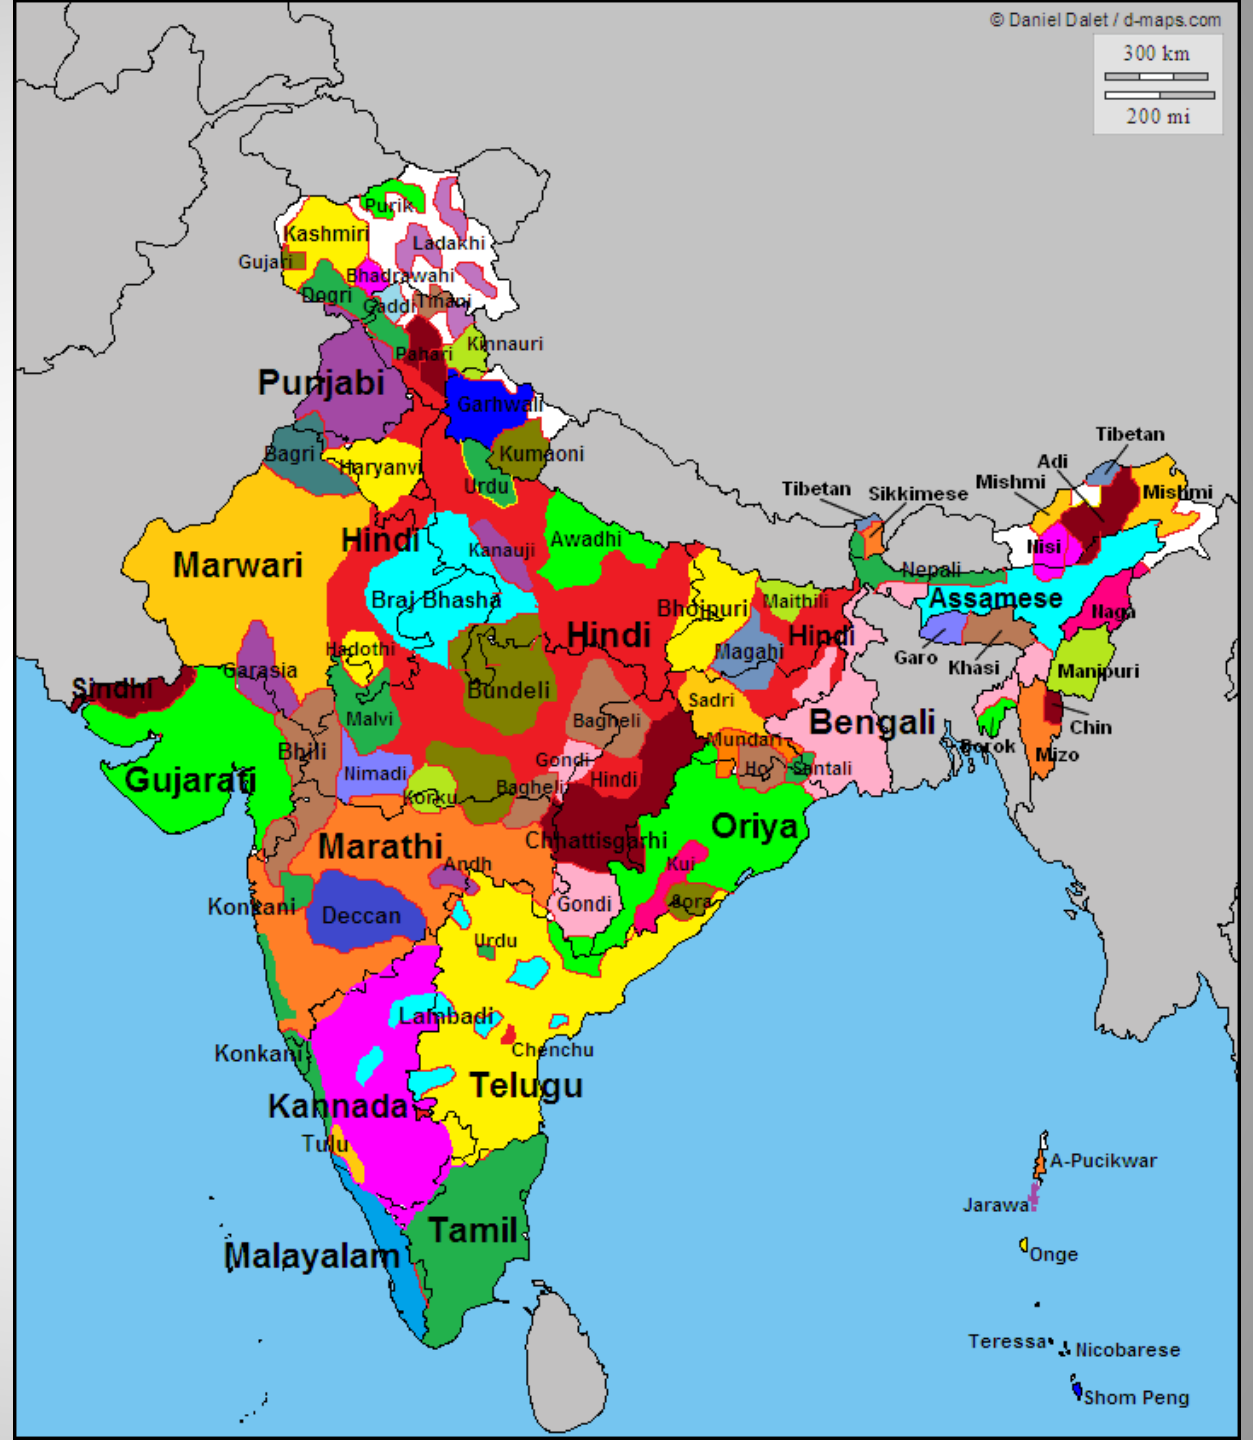 © Daniel Dalet / d-maps.com
300 km
200 mi
Purik
Kashmiri
Ladakhi
Gujari
Bhadrawahi
Dogri
Gaddi
Tinani
Kinnauri
Pahari
Punjabi
Garhwali
Bagri
Haryanvi
Kumaoni
Urdu
Tibetan
Adi
Mishmi
Mishmi
Tibetan
Sikkimese
Hindi
Kanauji
Awadhi
Nisi
Marwari
Nepali
Braj Bhasha
Bhojpuri
Maithili
Assamese
Naga
Hindi
Hindi
Hadothi
Magahi
Garo
Khasi
Manipuri
Garasia
Sindhi
Bundeli
Sadri
Malvi
Bagheli
Bengali
Chin
Bhili
Mundari
Borok
Mizo
Gujarati
Nimadi
Gondi
Hindi
Ho
Santali
Korku
Bagheli
Marathi
Chhattisgarhi
Oriya
Andh
Kui
Konkani
Deccan
Gondi
Sora
Urdu
Lambadi
Konkani
Chenchu
Kannada
Telugu
Tulu
A-Pucikwar
Jarawa
Tamil
Malayalam
Onge
Teressa
Nicobarese
Shom Peng